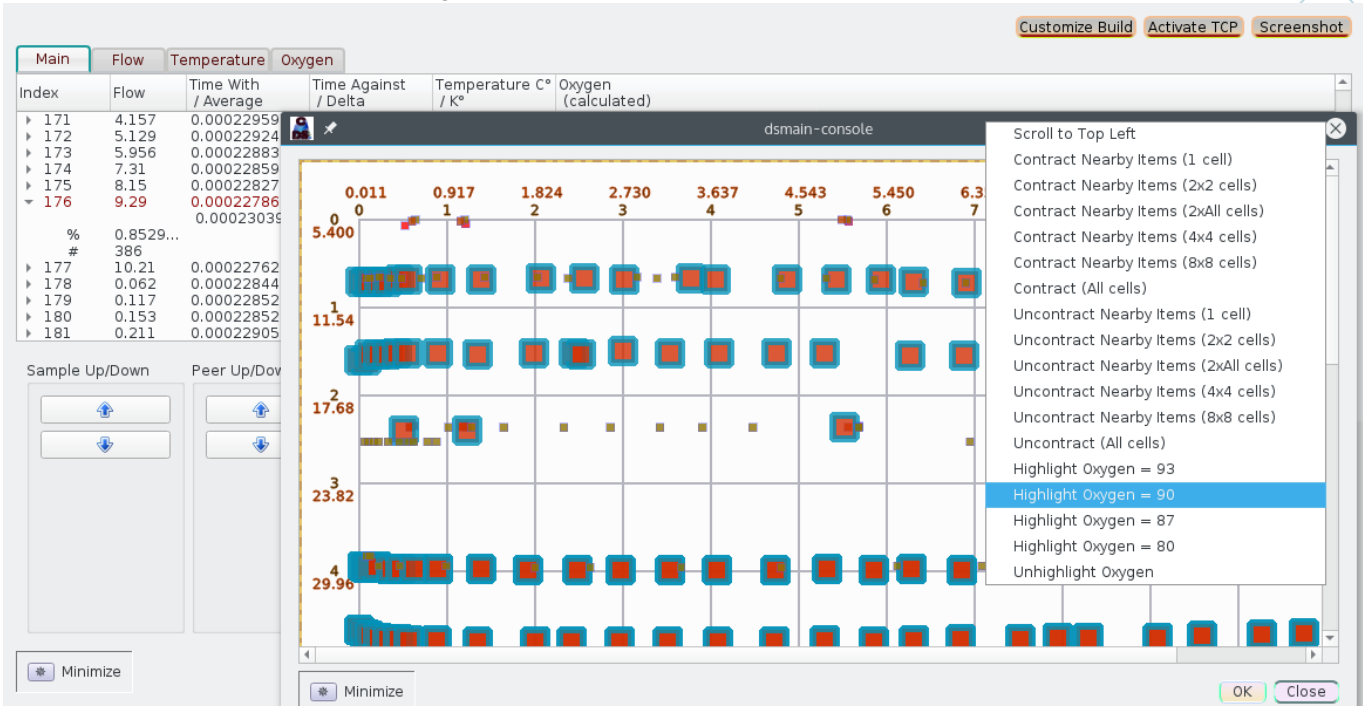 Customize Build Activate TCP Screenshot
Main Flow Temperature Oxygen
Index Flow Time With / Average Time Against / Delta Temperature C° / K° Oxygen (calculated)
171 4.157 0.00022959
172 5.129 0.00022924
173 5.956 0.00022883
174 7.31 0.00022859
175 8.15 0.00022827
176 9.29 0.00022786
0.00023039
% 0.8529...
# 386
177 10.21 0.00022762
178 0.062 0.00022844
179 0.117 0.00022852
180 0.153 0.00022852
181 0.211 0.00022905
Sample Up/Down Peer Up/Dow
Minimize
dsmain-console
0.011 0.917 1.824 2.730 3.637 4.543 5.450 6.3
0 1 2 3 4 5 6 7
0
5.400
1
11.54
2
17.68
3
23.82
4
29.96
Scroll to Top Left
Contract Nearby Items (1 cell)
Contract Nearby Items (2x2 cells)
Contract Nearby Items (2xAll cells)
Contract Nearby Items (4x4 cells)
Contract Nearby Items (8x8 cells)
Contract (All cells)
Uncontract Nearby Items (1 cell)
Uncontract Nearby Items (2x2 cells)
Uncontract Nearby Items (2xAll cells)
Uncontract Nearby Items (4x4 cells)
Uncontract Nearby Items (8x8 cells)
Uncontract (All cells)
Highlight Oxygen = 93
Highlight Oxygen = 90
Highlight Oxygen = 87
Highlight Oxygen = 80
Unhighlight Oxygen
Minimize
OK Close